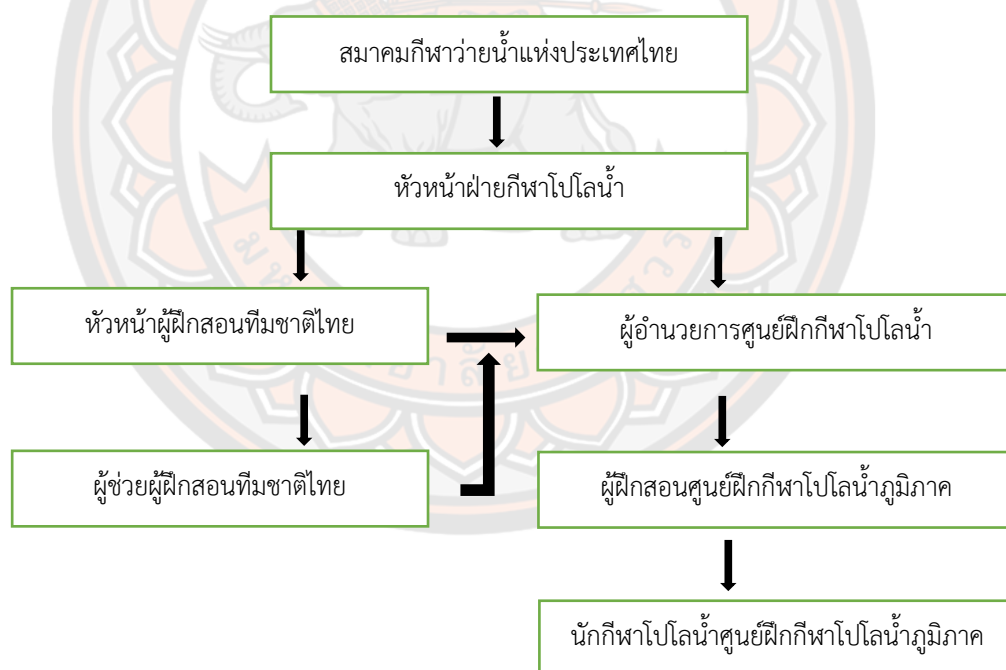 สมาคมกีฬาว่ายน้ำแห่งประเทศไทย
หัวหน้าฝ่ายกีฬาโปโลน้ำ
หัวหน้าผู้ฝึกสอนทีมชาติไทย
ผู้อำนวยการศูนย์ฝึกกีฬาโปโลน้ำ
ผู้ช่วยผู้ฝึกสอนทีมชาติไทย
ผู้ฝึกสอนศูนย์ฝึกกีฬาโปโลน้ำภูมิภาค
นักกีฬาโปโลน้ำศูนย์ฝึกกีฬาโปโลน้ำภูมิภาค